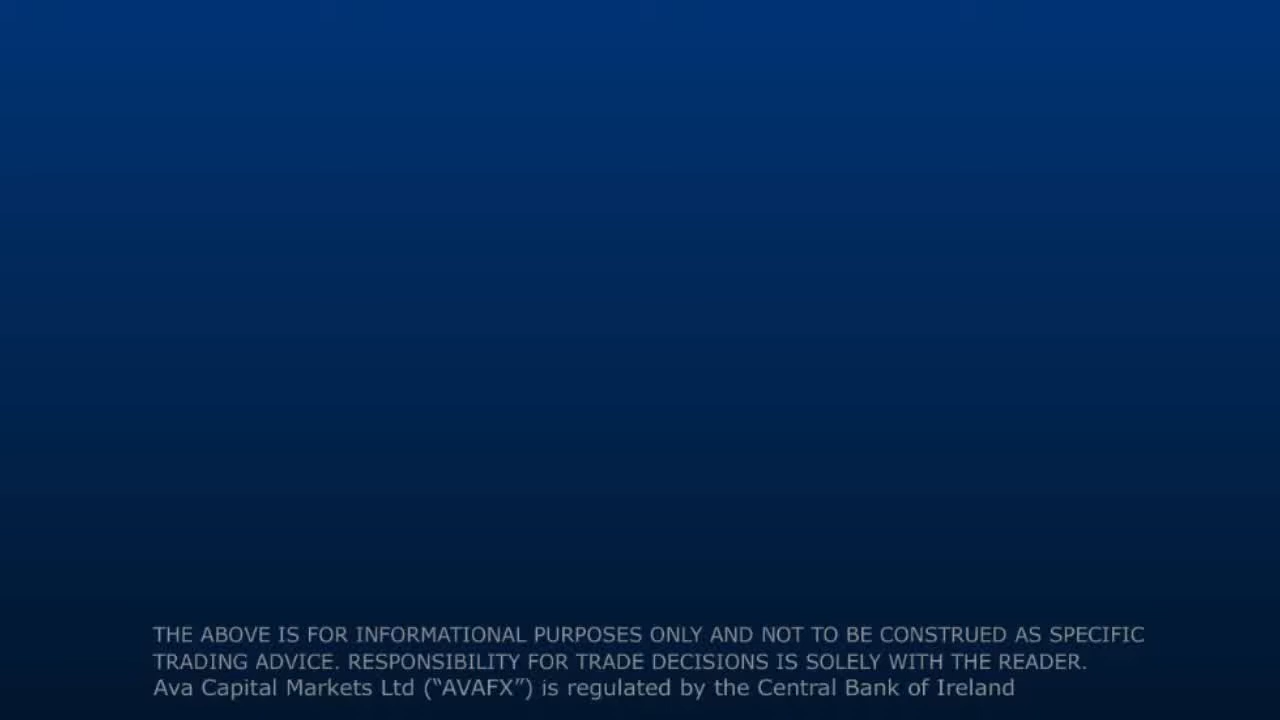 THE ABOVE IS FOR INFORMATIONAL PURPOSES ONLY AND NOT TO BE CONSTRUED AS SPECIFIC
TRADING ADVICE. RESPONSIBILITY FOR TRADE DECISIONS IS SOLELY WITH THE READER.
Ava Capital Markets Ltd (“AVAFX”) is regulated by the Central Bank of Ireland